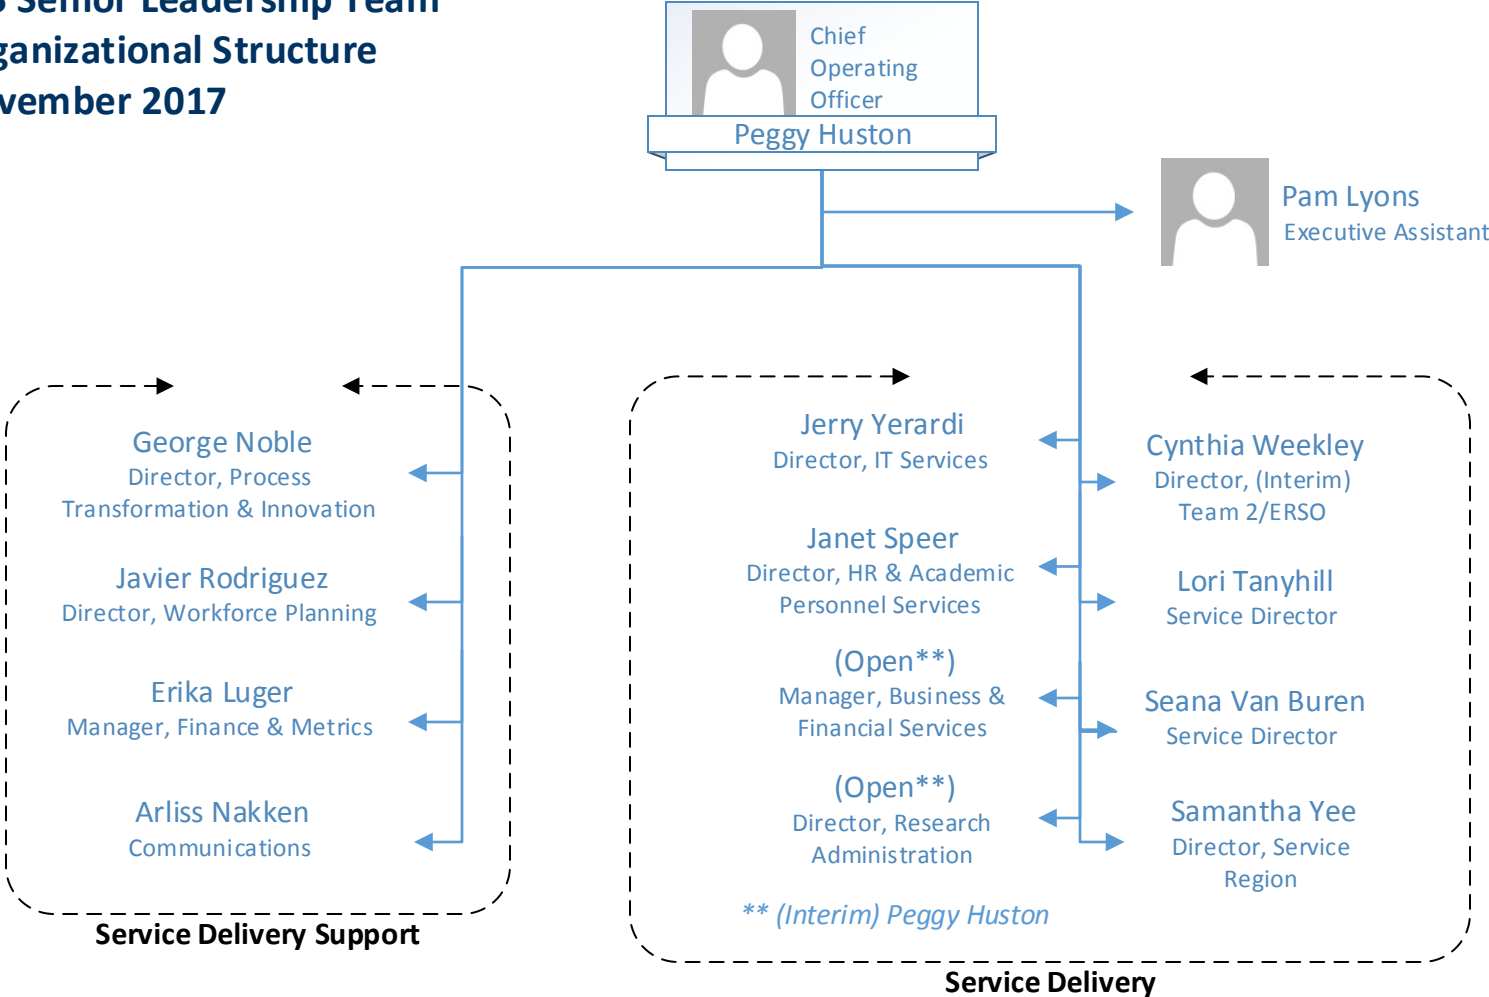 Senior Leadership Team
Structure
2017
Chief
Operating
Officer
Peggy Huston
Pam Lyons
Executive Assistant
George Noble
Director, Process
Transformation & Innovation
Javier Rodriguez
Director, Workforce Planning
Erika Luger
Manager, Finance & Metrics
Arliss Nakken
Communications
Service Delivery Support
Jerry Yerardi
Director, IT Services
Janet Speer
Director, HR & Academic
Personnel Services
(Open**)
Manager, Business &
Financial Services
(Open**)
Director, Research
Administration
** (Interim) Peggy Huston
Cynthia Weekley
Director, (Interim)
Team 2/ERSO
Lori Tanyhill
Service Director
Seana Van Buren
Service Director
Samantha Yee
Director, Service
Region
Service Delivery